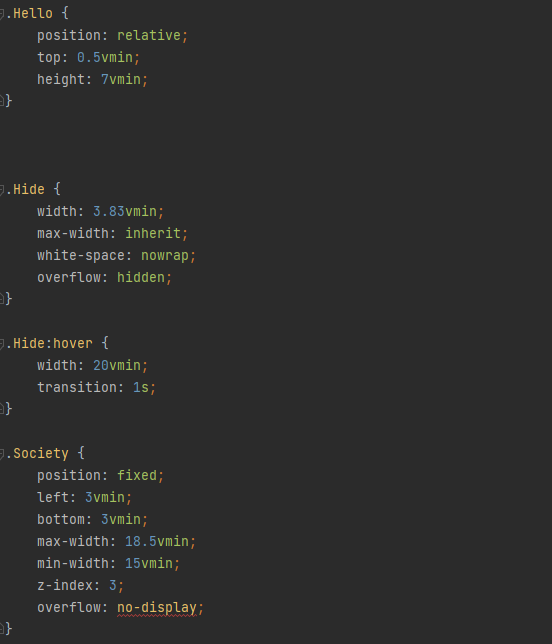 .Hello {
    position: relative;
    top: 0.5vmin;
    height: 7vmin;
}
.Hide {
    width: 3.83vmin;
    max-width: inherit;
    white-space: nowrap;
    overflow: hidden;
}
.Hide:hover {
    width: 20vmin;
    transition: 1s;
}
.Society {
    position: fixed;
    left: 3vmin;
    bottom: 3vmin;
    max-width: 18.5vmin;
    min-width: 15vmin;
    z-index: 3;
    overflow: no-display;
}